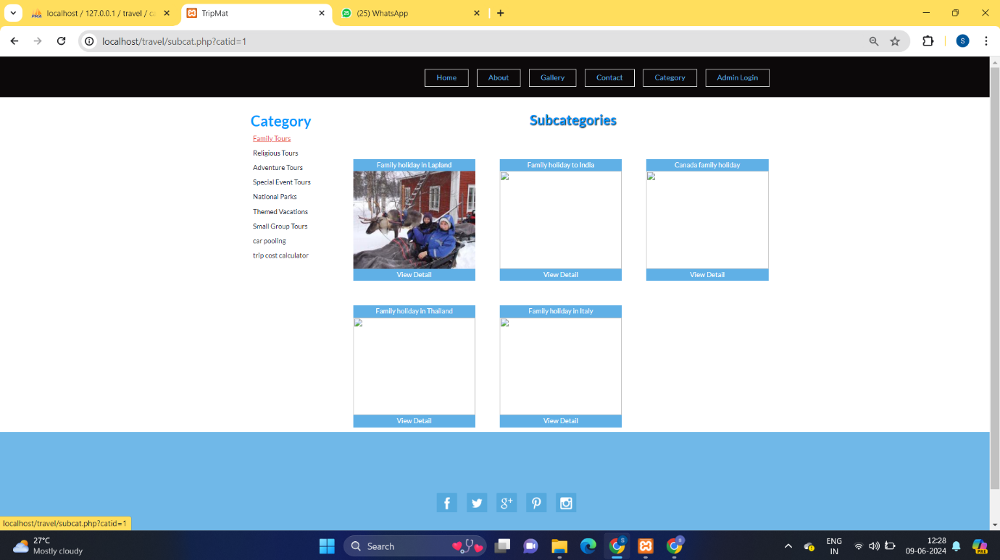 localhost / 127.0.0.1 / travel / ca
TripMat
(25) WhatsApp
localhost/travel/subcat.php?catid=1
S
Home
About
Gallery
Contact
Category
Admin Login
Category
Family Tours
Religious Tours
Adventure Tours
Special Event Tours
National Parks
Themed Vacations
Small Group Tours
car pooling
trip cost calculator
Subcategories
Family holiday in Lapland
Family holiday to India
Canada family holiday
View Detail
View Detail
View Detail
Family holiday in Thailand
Family holiday in Italy
View Detail
View Detail
localhost/travel/subcat.php?catid=1
27°C
Mostly cloudy
Search
ENG
IN
12:28
09-06-2024